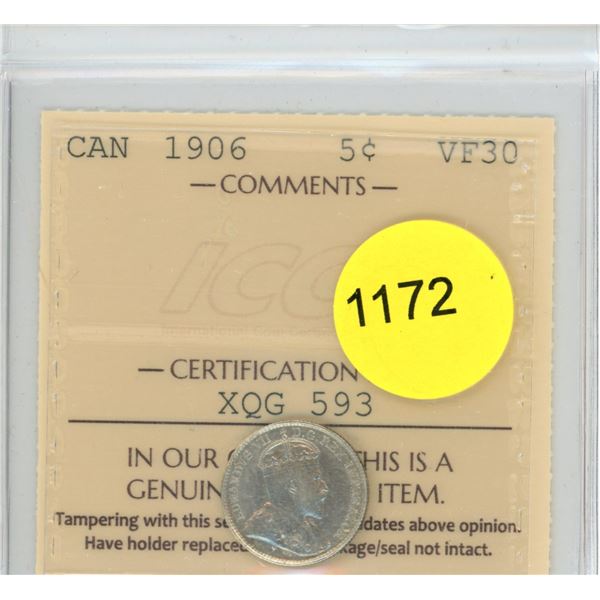 CAN 1906 5¢ VF30
— COMMENTS —
1172
— CERTIFICATION
XQG 593
IN OUR THIS IS A
GENUIN ITEM.
Tampering with this se dates above opinion.
Have holder replaced kage/seal not intact.